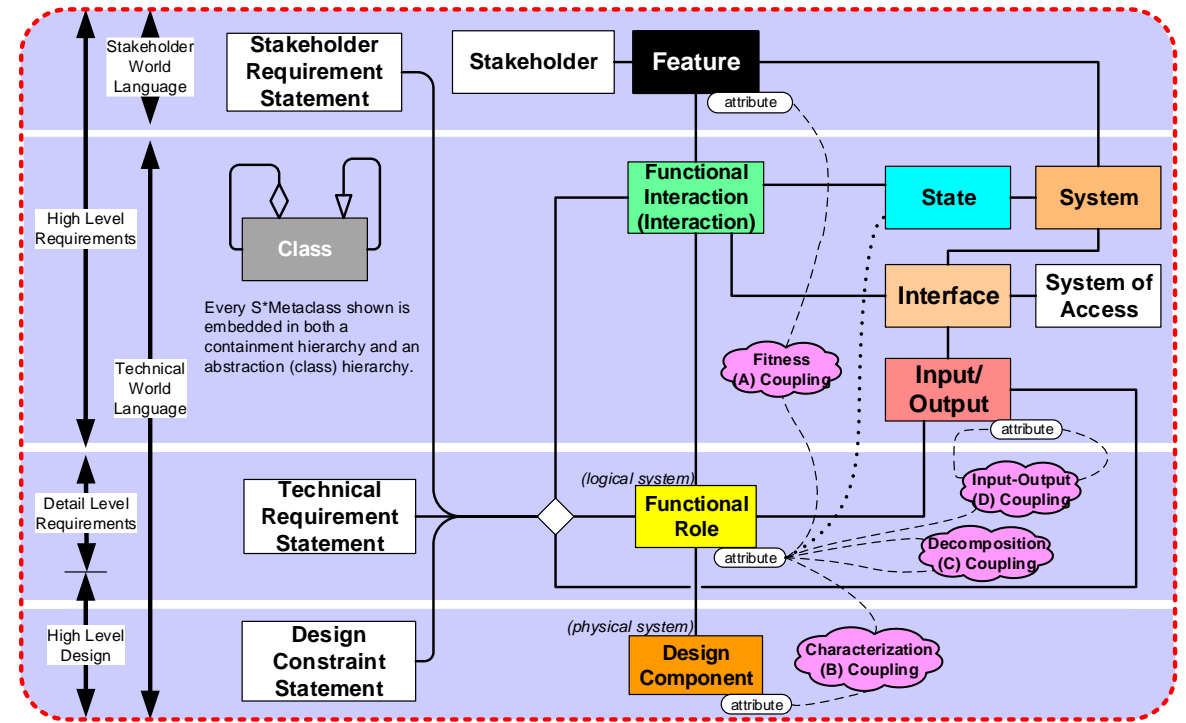 Stakeholder
World
Language
Stakeholder
Requirement
Statement
Stakeholder
Feature
attribute
High Level
Requirements
Class
Every S*Metaclass shown is
embedded in both a
containment hierarchy and an
abstraction (class) hierarchy.
Functional
Interaction
(Interaction)
State
System
Interface
System of
Access
Technical
World
Language
Fitness
(A) Coupling
Input/
Output
attribute
Detail Level
Requirements
Technical
Requirement
Statement
(logical system)
Functional
Role
attribute
Input-Output
(D) Coupling
Decomposition
(C) Coupling
High Level
Design
Design
Constraint
Statement
(physical system)
Design
Component
attribute
Characterization
(B) Coupling